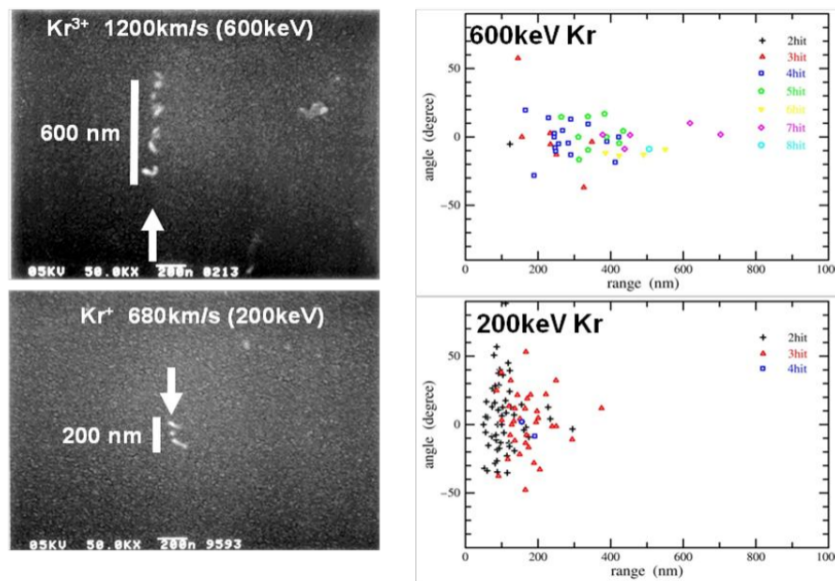 Kr³⁺ 1200km/s (600keV)
600 nm
05KV 50.0KX 200n 0213
Kr⁺ 680km/s (200keV)
200 nm
05KV 50.0KX 200n 9593
600keV Kr
2hit
3hit
4hit
5hit
6hit
7hit
8hit
50
0
−50
angle (degree)
0 200 400 600 800 100
range (nm)
200keV Kr
2hit
3hit
4hit
50
0
−50
angle (degree)
0 200 400 600 800 100
range (nm)